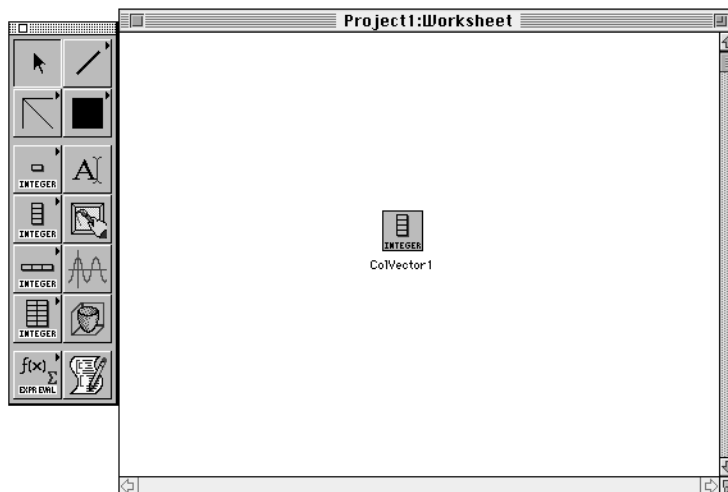 Project1:Worksheet
A
INTEGER
INTEGER
INTEGER
INTEGER
f(x) Σ
EXPR EVAL
INTEGER
ColVector1